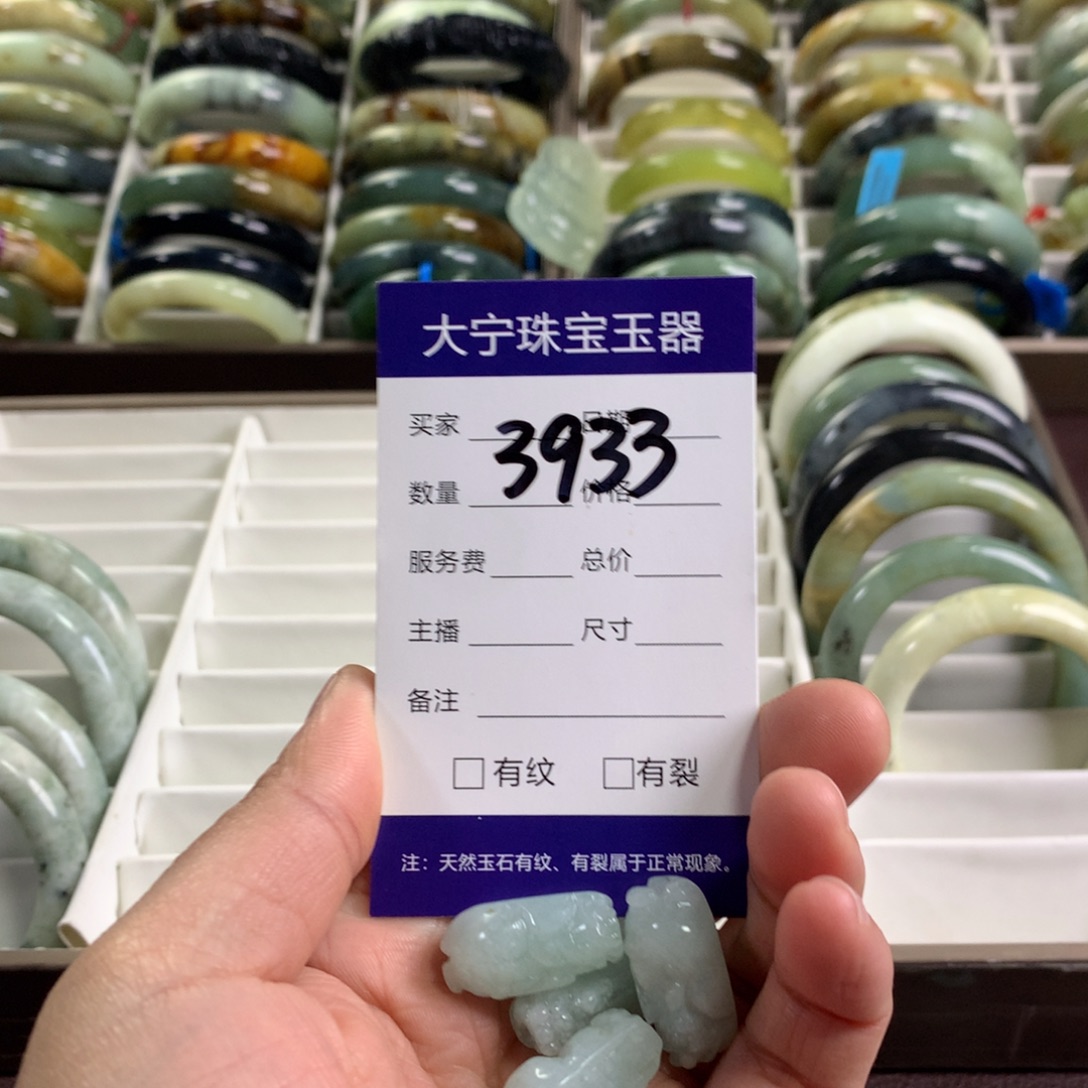 大宁珠宝玉器
买家 日期
3933
数量 价格
服务费 总价
主播 尺寸
备注
□有纹 □有裂
注：天然玉石有纹、有裂属于正常现象。